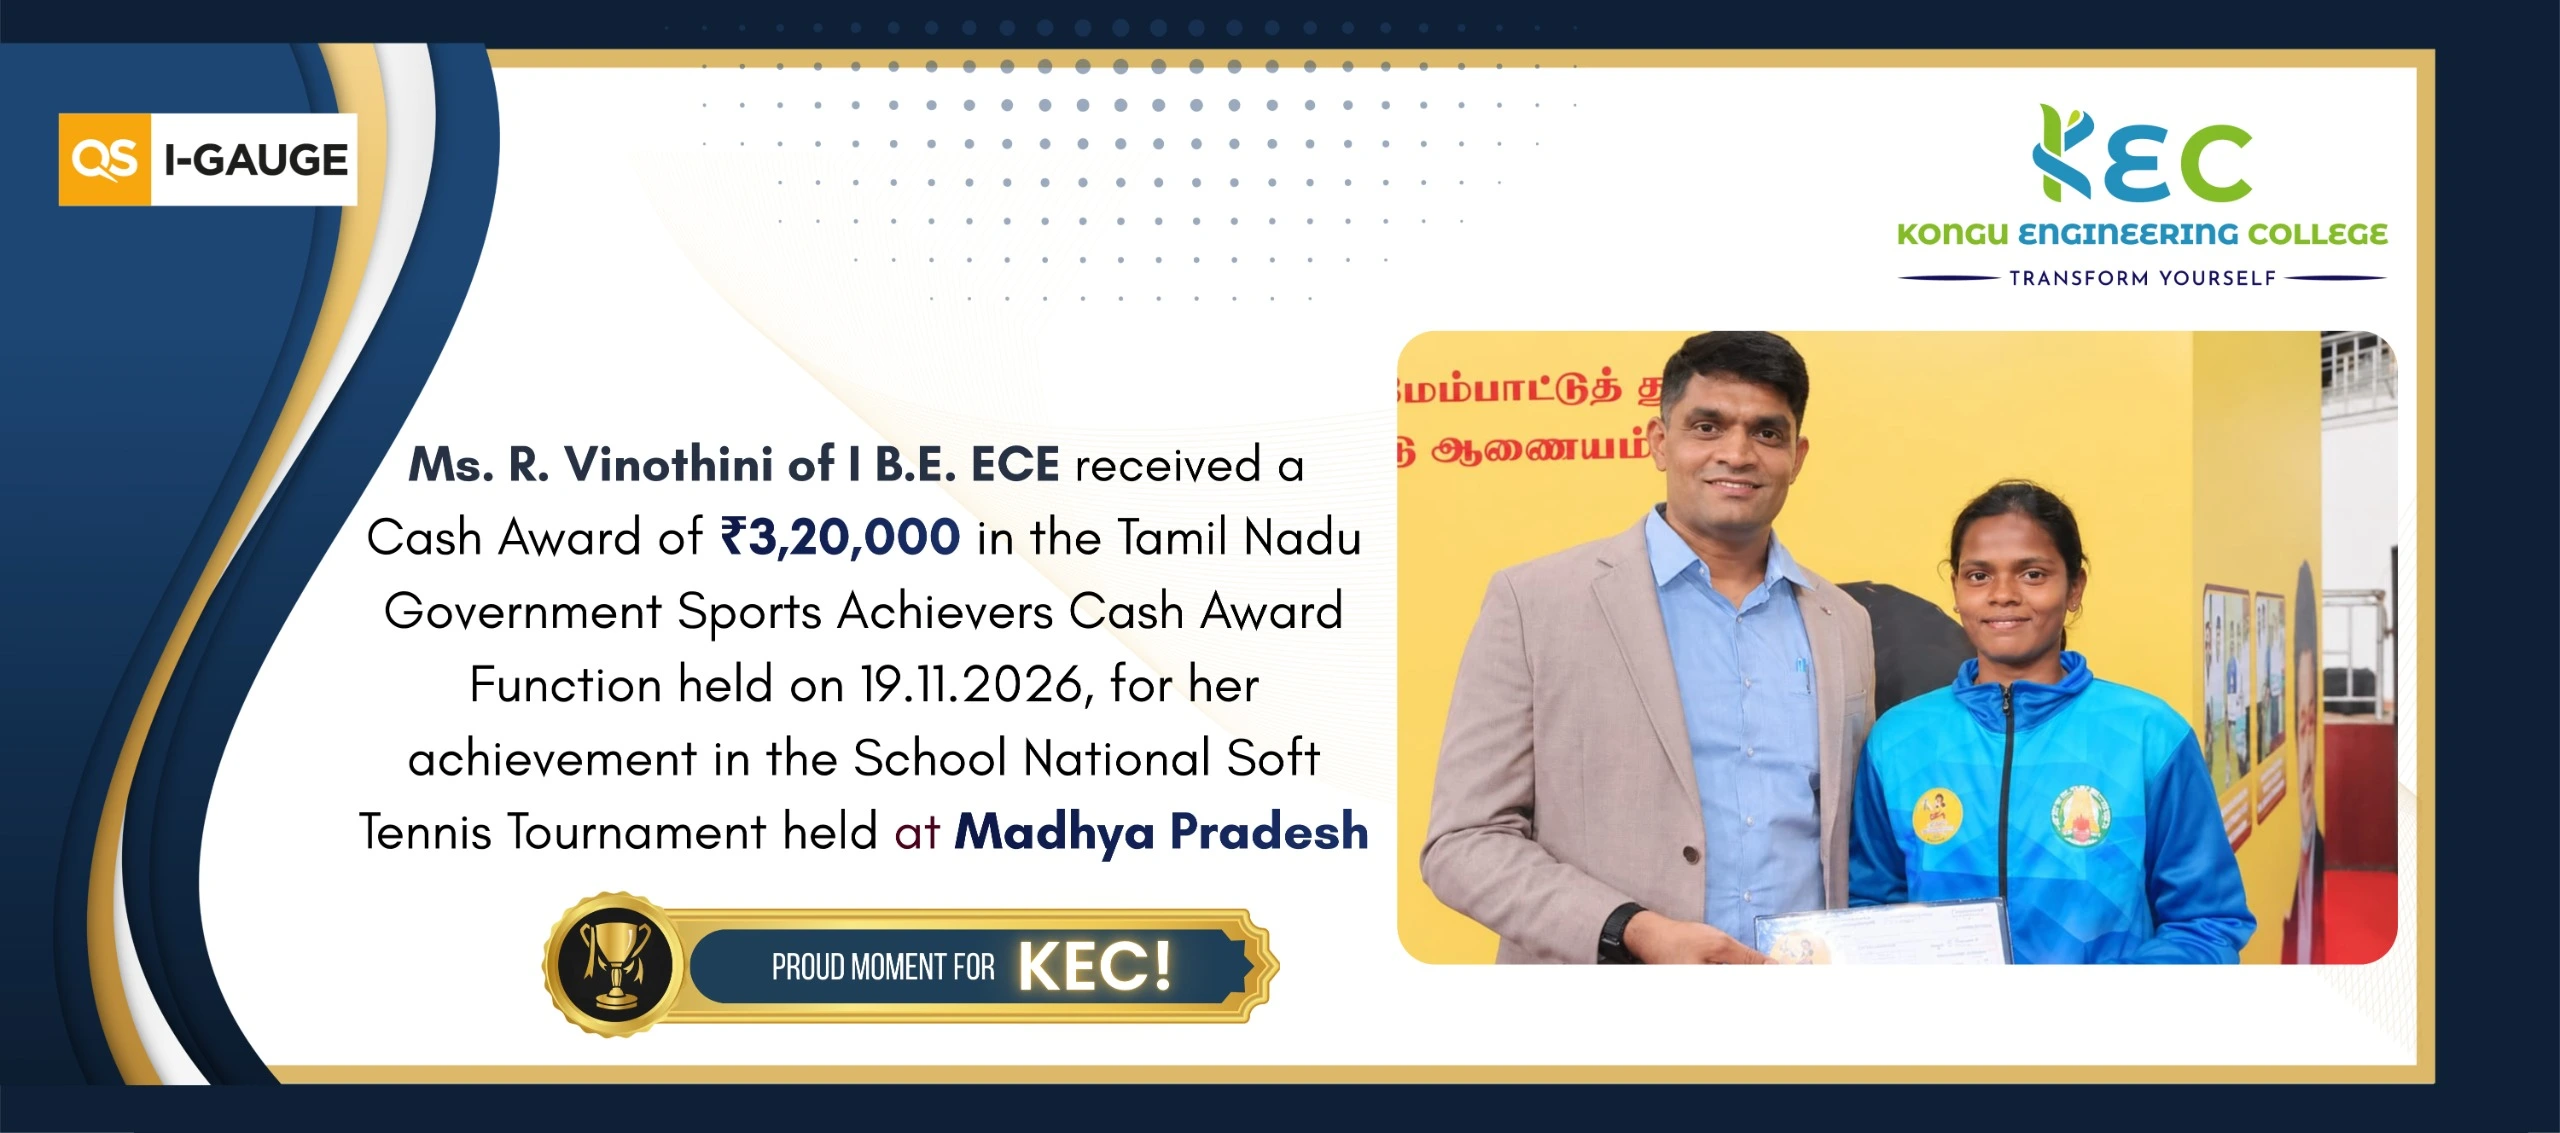 QS I-GAUGE
KEC
KONGU ENGINEERING COLLEGE
TRANSFORM YOURSELF
Ms. R. Vinothini of I B.E. ECE received a
Cash Award of ₹3,20,000 in the Tamil Nadu
Government Sports Achievers Cash Award
Function held on 19.11.2026, for her
achievement in the School National Soft
Tennis Tournament held at Madhya Pradesh
PROUD MOMENT FOR KEC!
மேம்பாட்டுத்
ஆணையம்